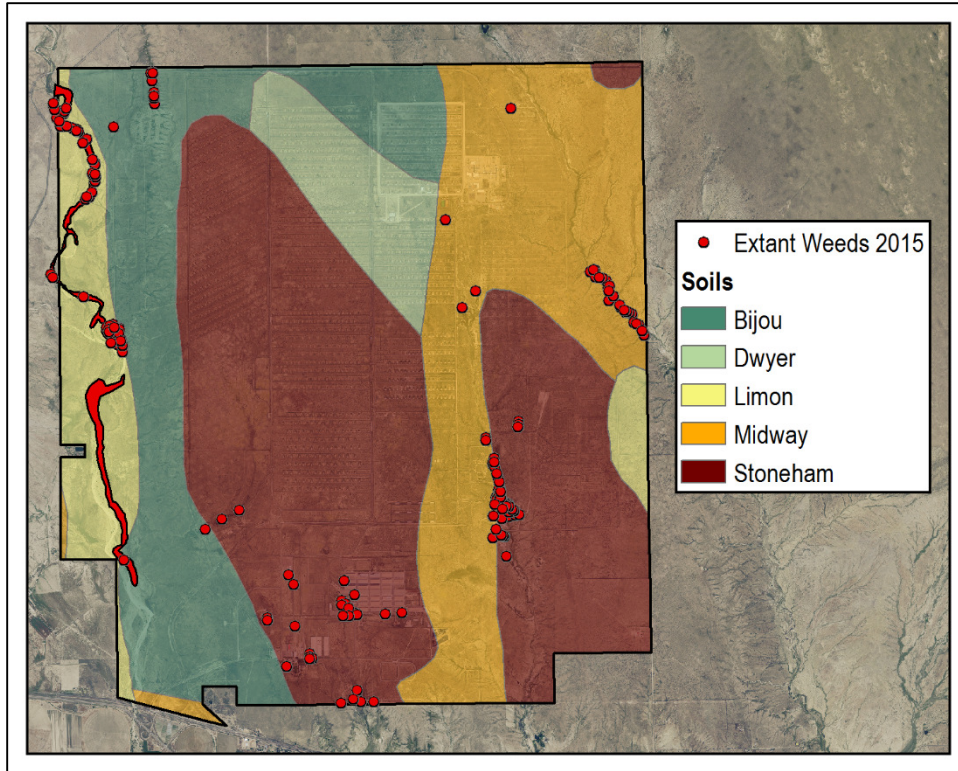 Extant Weeds 2015
Soils
Bijou
Dwyer
Limon
Midway
Stoneham